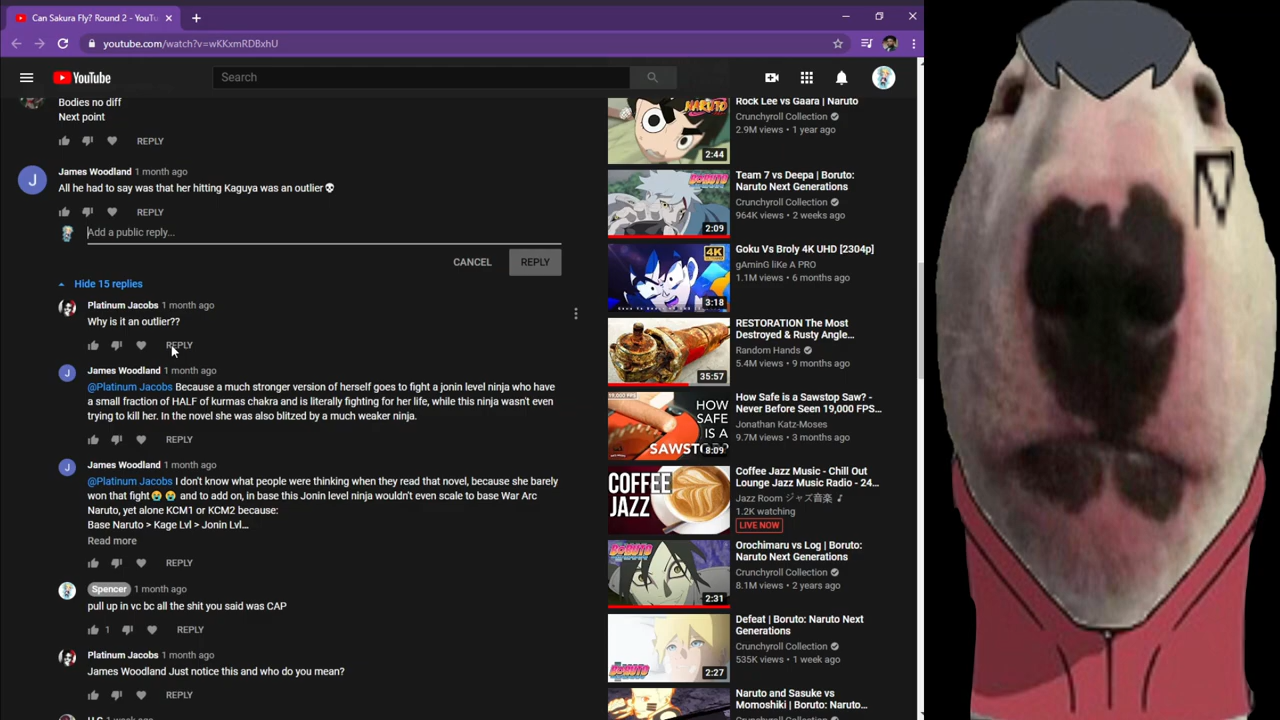 Can Sakura Fly? Round 2 - YouTu
youtube.com/watch?v=wKKxmRDBxhU
YouTube
Search
Bodies no diff
Next point
REPLY
James Woodland 1 month ago
All he had to say was that her hitting Kaguya was an outlier💀
REPLY
Add a public reply...
CANCEL
REPLY
Hide 15 replies
Platinum Jacobs 1 month ago
Why is it an outlier??
REPLY
James Woodland 1 month ago
@Platinum Jacobs Because a much stronger version of herself goes to fight a jonin level ninja who have
a small fraction of HALF of kurmas chakra and is literally fighting for her life, while this ninja wasn't even
trying to kill her. In the novel she was also blitzed by a much weaker ninja.
REPLY
James Woodland 1 month ago
@Platinum Jacobs I don't know what people were thinking when they read that novel, because she barely
won that fight😭😭 and to add on, in base this Jonin level ninja wouldn't even scale to base War Arc
Naruto, yet alone KCM1 or KCM2 because:
Base Naruto > Kage Lvl > Jonin Lvl...
Read more
REPLY
Spencer 1 month ago
pull up in vc bc all the shit you said was CAP
1 REPLY
Platinum Jacobs 1 month ago
James Woodland Just notice this and who do you mean?
REPLY
Rock Lee vs Gaara | Naruto
Crunchyroll Collection
2.9M views • 1 year ago
NARUTO
2:44
Team 7 vs Deepa | Boruto:
Naruto Next Generations
Crunchyroll Collection
964K views • 2 weeks ago
BORUTO
2:09
Goku Vs Broly 4K UHD [2304p]
gAminG liKe A PRO
1.1M views • 6 months ago
4K
3:18
RESTORATION The Most
Destroyed & Rusty Angle...
Random Hands
5.4M views • 9 months ago
35:57
How Safe is a Sawstop Saw? -
Never Before Seen 19,000 FPS...
Jonathan Katz-Moses
9.7M views • 3 months ago
HOW
SAFE
IS A
SAWSTOP
8:09
Coffee Jazz Music - Chill Out
Lounge Jazz Music Radio - 24...
Jazz Room ジャズ音楽 ♪
1.2K watching
LIVE NOW
COFFEE
JAZZ
Orochimaru vs Log | Boruto:
Naruto Next Generations
Crunchyroll Collection
8.1M views • 2 years ago
BORUTO
2:31
Defeat | Boruto: Naruto Next
Generations
Crunchyroll Collection
535K views • 1 week ago
BORUTO
2:27
Naruto and Sasuke vs
Momoshiki | Boruto: Naruto...